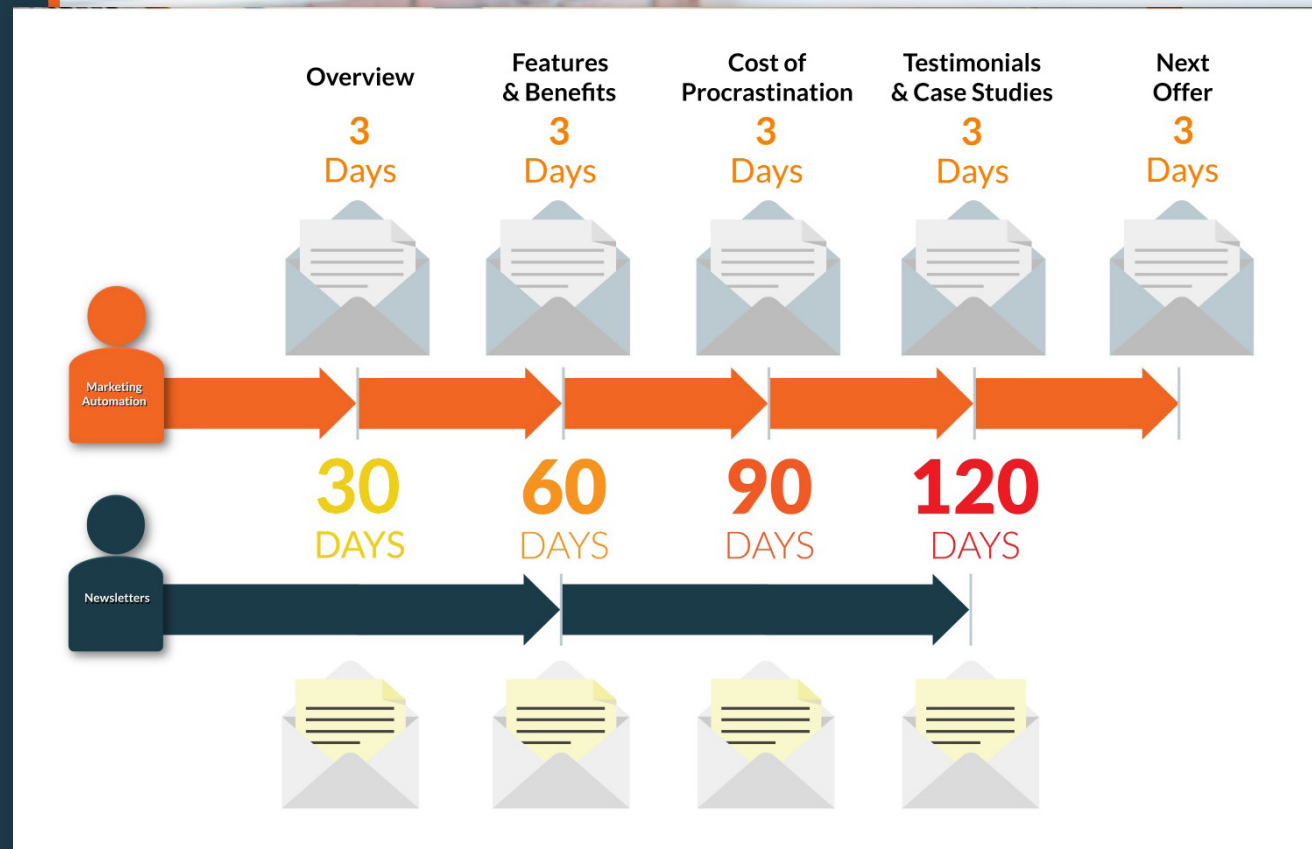 Overview
3
Days
Features
& Benefits
3
Days
Cost of
Procrastination
3
Days
Testimonials
& Case Studies
3
Days
Next
Offer
3
Days
Marketing
Automation
30
DAYS
60
DAYS
90
DAYS
120
DAYS
Newsletters